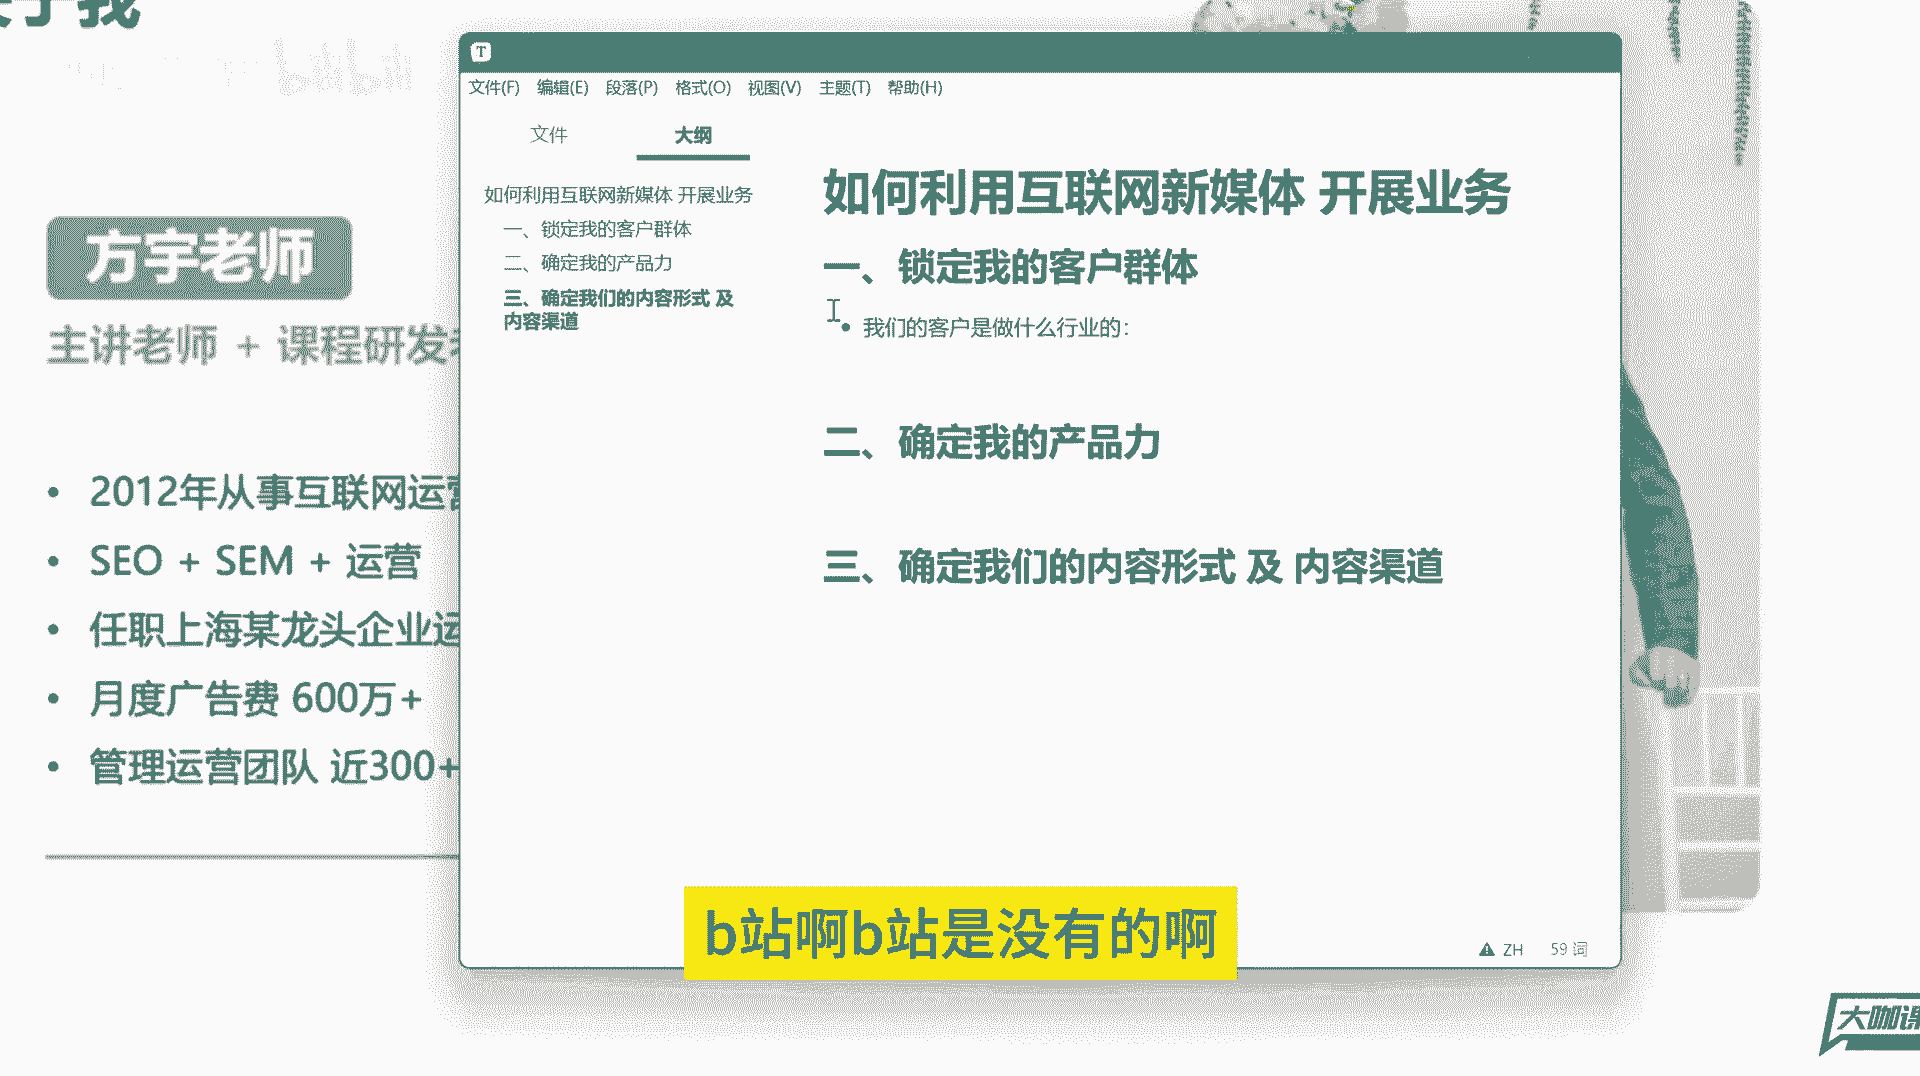 bilibili
方宇老师
主讲老师 + 课程研发
2012年从事互联网运营
SEO + SEM + 运营
任职上海某龙头企业运
月度广告费 600万+
管理运营团队 近300+
T
文件(F) 编辑(E) 段落(P) 格式(O) 视图(V) 主题(T) 帮助(H)
文件 大纲
如何利用互联网新媒体 开展业务
一、锁定我的客户群体
二、确定我的产品力
三、确定我们的内容形式 及
内容渠道
如何利用互联网新媒体 开展业务
一、锁定我的客户群体
我们的客户是做什么行业的：
二、确定我的产品力
三、确定我们的内容形式 及 内容渠道
ZH 59 词
b站啊b站是没有的啊
大咖课